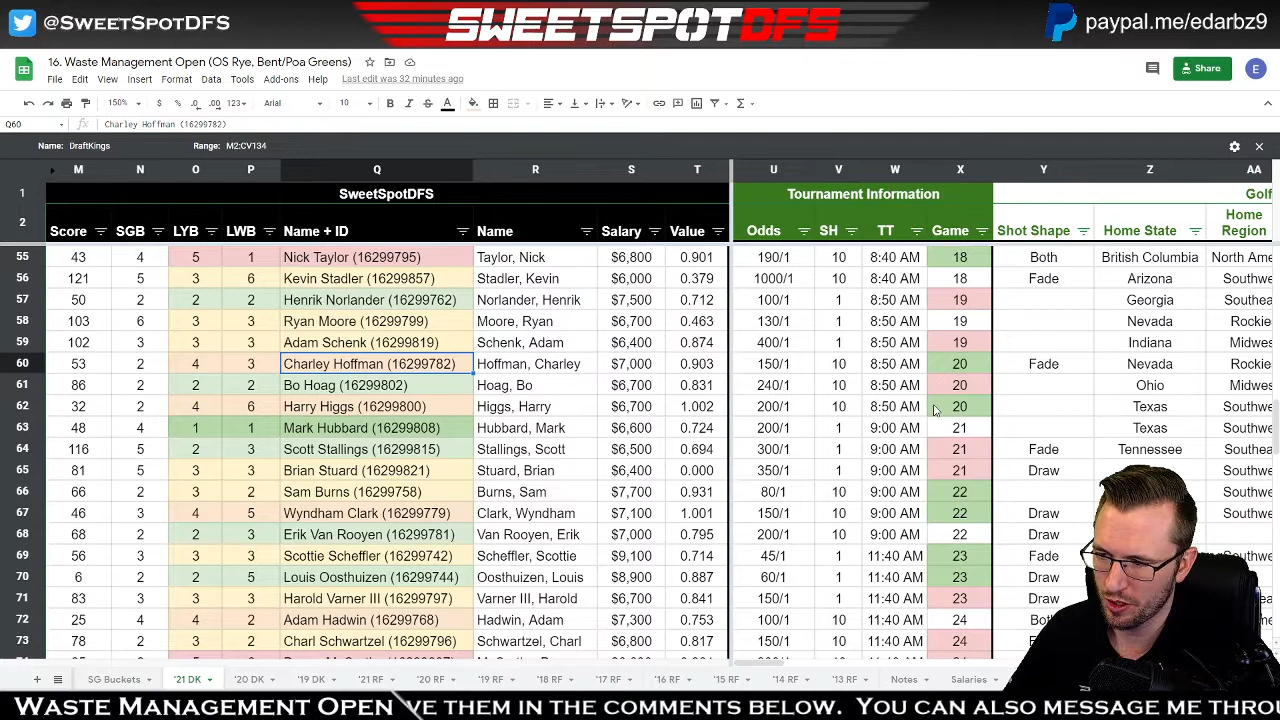 @SweetSpotDFS SWEETSPOTDFS paypal.me/edarbz9
16. Waste Management Open (OS Rye, Bent/Poa Greens)
File Edit View Insert Format Data Tools Add-ons Help Last edit was 32 minutes ago
Share E
150% $ % .0 .00 123 Arial 10 B I S A
Q60 fx Charley Hoffman (16299782)
Name: DraftKings Range: M2:CV134
M N O P Q R S T U V W X Y Z AA
1 SweetSpotDFS Tournament Information Golf
2 Score SGB LYB LWB Name + ID Name Salary Value Odds SH TT Game Shot Shape Home State Home Region
55 43 4 5 1 Nick Taylor (16299795) Taylor, Nick $6,800 0.901 190/1 10 8:40 AM 18 Both British Columbia North Ame
56 121 5 3 6 Kevin Stadler (16299857) Stadler, Kevin $6,000 0.379 1000/1 10 8:40 AM 18 Fade Arizona Southwe
57 50 2 2 2 Henrik Norlander (16299762) Norlander, Henrik $7,500 0.712 100/1 1 8:50 AM 19 Georgia Southea
58 103 6 3 3 Ryan Moore (16299799) Moore, Ryan $6,700 0.463 130/1 1 8:50 AM 19 Nevada Rockie
59 102 3 3 3 Adam Schenk (16299819) Schenk, Adam $6,400 0.874 400/1 1 8:50 AM 19 Indiana Midwes
60 53 2 4 3 Charley Hoffman (16299782) Hoffman, Charley $7,000 0.903 150/1 10 8:50 AM 20 Fade Nevada Rockie
61 86 2 2 2 Bo Hoag (16299802) Hoag, Bo $6,700 0.831 240/1 10 8:50 AM 20 Ohio Midwes
62 32 2 4 6 Harry Higgs (16299800) Higgs, Harry $6,700 1.002 200/1 10 8:50 AM 20 Texas Southwe
63 48 4 1 1 Mark Hubbard (16299808) Hubbard, Mark $6,600 0.724 200/1 1 9:00 AM 21 Texas Southwe
64 116 5 2 3 Scott Stallings (16299815) Stallings, Scott $6,500 0.694 300/1 1 9:00 AM 21 Fade Tennessee Southea
65 81 5 3 3 Brian Stuard (16299821) Stuard, Brian $6,400 0.000 350/1 1 9:00 AM 21 Draw Southwe
66 66 2 3 2 Sam Burns (16299758) Burns, Sam $7,700 0.931 80/1 10 9:00 AM 22 Southe
67 46 3 4 5 Wyndham Clark (16299779) Clark, Wyndham $7,100 1.001 200/1 10 9:00 AM 22 Draw Southwe
68 68 2 2 3 Erik Van Rooyen (16299781) Van Rooyen, Erik $7,000 0.795 200/1 10 9:00 AM 22 Draw
69 56 3 3 3 Scottie Scheffler (16299742) Scheffler, Scottie $9,100 0.714 45/1 1 11:40 AM 23 Fade
70 6 2 2 5 Louis Oosthuizen (16299744) Oosthuizen, Louis $8,900 0.887 60/1 1 11:40 AM 23 Draw
71 83 3 3 3 Harold Varner III (16299797) Varner III, Harold $6,700 0.841 150/1 1 11:40 AM 23 Draw
72 25 4 4 2 Adam Hadwin (16299768) Hadwin, Adam $7,300 0.753 100/1 10 11:40 AM 24
73 78 2 3 2 Charl Schwartzel (16299796) Schwartzel, Charl $6,800 0.817 150/1 10 11:40 AM 24
SG Buckets '21 DK '20 DK '19 DK '21 RF '20 RF '19 RF '18 RF '17 RF '16 RF '15 RF '14 RF '13 RF Notes Salaries
WASTE MANAGEMENT OPEN VE THEM IN THE COMMENTS BELOW. YOU CAN ALSO MESSAGE ME THROU